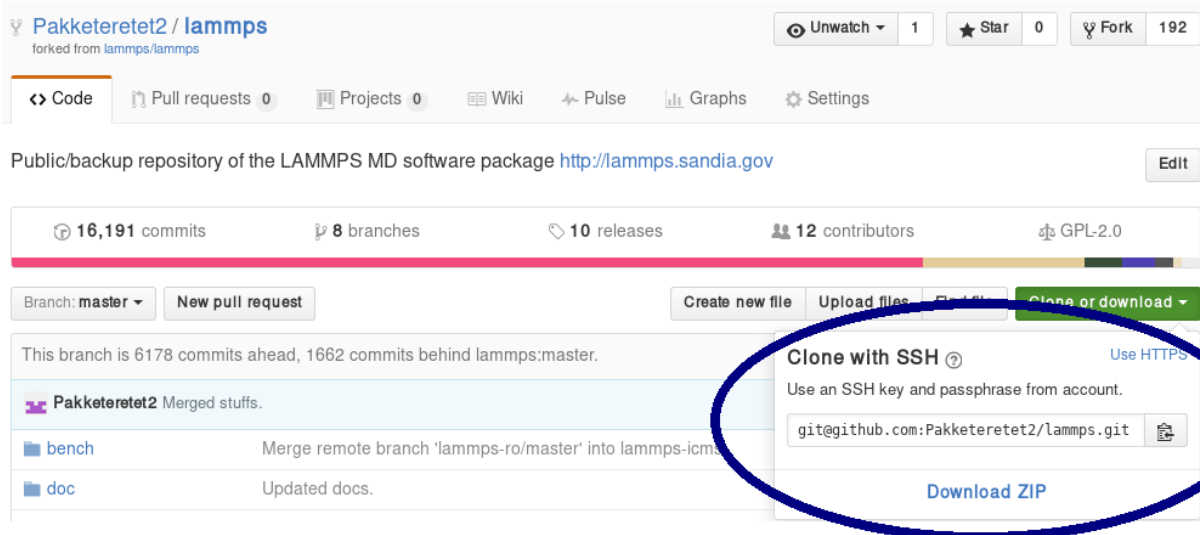 Pakketeretet2 / lammps
forked from lammps/lammps
Unwatch 1 Star 0 Fork 192
Code Pull requests 0 Projects 0 Wiki Pulse Graphs Settings
Public/backup repository of the LAMMPS MD software package http://lammps.sandia.gov Edit
16,191 commits 8 branches 10 releases 12 contributors GPL-2.0
Branch: master New pull request Create new file Upload files Find file Clone or download
This branch is 6178 commits ahead, 1662 commits behind lammps:master.
Clone with SSH ? Use HTTPS
Use an SSH key and passphrase from account.
git@github.com:Pakketeretet2/lammps.git
Download ZIP
Pakketeretet2 Merged stuffs.
bench Merge remote branch 'lammps-ro/master' into lammps-icms
doc Updated docs.